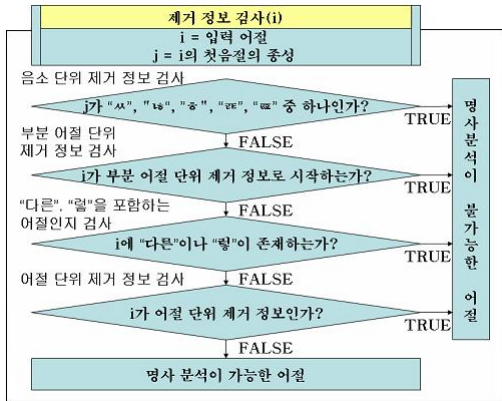 제거 정보 검사(i)
i = 입력 어절
j = i의 첫음절의 종성
음소 단위 제거 정보 검사
j가 "ㅆ", "ㄶ", "ㅎ", "ㄼ", "ㄿ" 중 하나인가?
TRUE
FALSE
부분 어절 단위
제거 정보 검사
i가 부분 어절 단위 제거 정보로 시작하는가?
TRUE
FALSE
"다른", "렇"을 포함하는
어절인지 검사
i에 "다른"이나 "렇"이 존재하는가?
TRUE
FALSE
어절 단위 제거 정보 검사
i가 어절 단위 제거 정보인가?
TRUE
FALSE
명사 분석이 가능한 어절
명사분석이 불가능한 어절